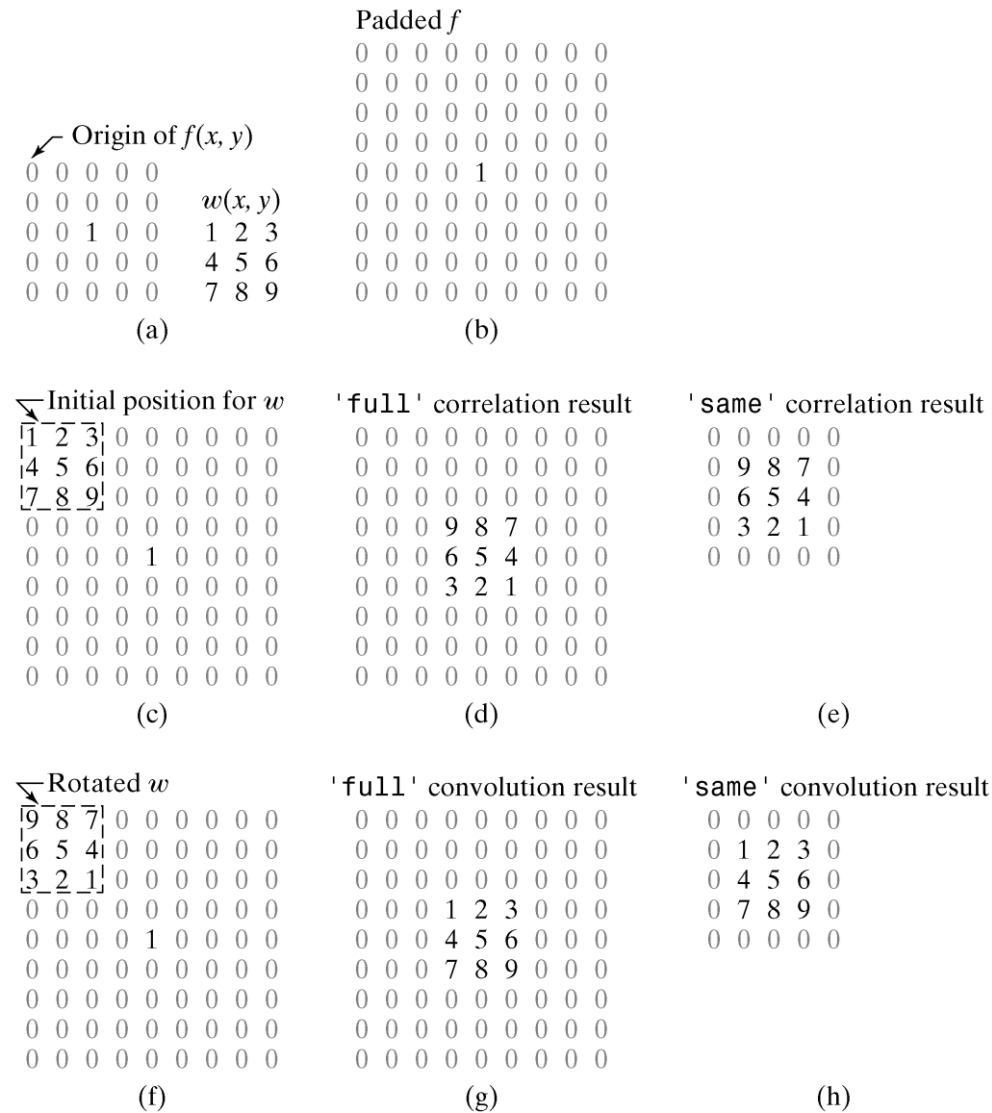 Padded f
0 0 0 0 0 0 0 0 0
0 0 0 0 0 0 0 0 0
0 0 0 0 0 0 0 0 0
0 0 0 0 0 0 0 0 0
0 0 0 0 1 0 0 0 0
0 0 0 0 0 0 0 0 0
0 0 0 0 0 0 0 0 0
0 0 0 0 0 0 0 0 0
0 0 0 0 0 0 0 0 0
(b)
Origin of f(x, y)
0 0 0 0 0
0 0 0 0 0
0 0 1 0 0
0 0 0 0 0
0 0 0 0 0
w(x, y)
1 2 3
4 5 6
7 8 9
(a)
Initial position for w
1 2 3 0 0 0 0 0 0
4 5 6 0 0 0 0 0 0
7 8 9 0 0 0 0 0 0
0 0 0 0 0 0 0 0 0
0 0 0 0 1 0 0 0 0
0 0 0 0 0 0 0 0 0
0 0 0 0 0 0 0 0 0
0 0 0 0 0 0 0 0 0
0 0 0 0 0 0 0 0 0
(c)
'full' correlation result
0 0 0 0 0 0 0 0 0
0 0 0 0 0 0 0 0 0
0 0 0 0 0 0 0 0 0
0 0 0 9 8 7 0 0 0
0 0 0 6 5 4 0 0 0
0 0 0 3 2 1 0 0 0
0 0 0 0 0 0 0 0 0
0 0 0 0 0 0 0 0 0
0 0 0 0 0 0 0 0 0
(d)
'same' correlation result
0 0 0 0 0
0 9 8 7 0
0 6 5 4 0
0 3 2 1 0
0 0 0 0 0
(e)
Rotated w
9 8 7 0 0 0 0 0 0
6 5 4 0 0 0 0 0 0
3 2 1 0 0 0 0 0 0
0 0 0 0 0 0 0 0 0
0 0 0 0 1 0 0 0 0
0 0 0 0 0 0 0 0 0
0 0 0 0 0 0 0 0 0
0 0 0 0 0 0 0 0 0
0 0 0 0 0 0 0 0 0
(f)
'full' convolution result
0 0 0 0 0 0 0 0 0
0 0 0 0 0 0 0 0 0
0 0 0 0 0 0 0 0 0
0 0 0 1 2 3 0 0 0
0 0 0 4 5 6 0 0 0
0 0 0 7 8 9 0 0 0
0 0 0 0 0 0 0 0 0
0 0 0 0 0 0 0 0 0
0 0 0 0 0 0 0 0 0
(g)
'same' convolution result
0 0 0 0 0
0 1 2 3 0
0 4 5 6 0
0 7 8 9 0
0 0 0 0 0
(h)